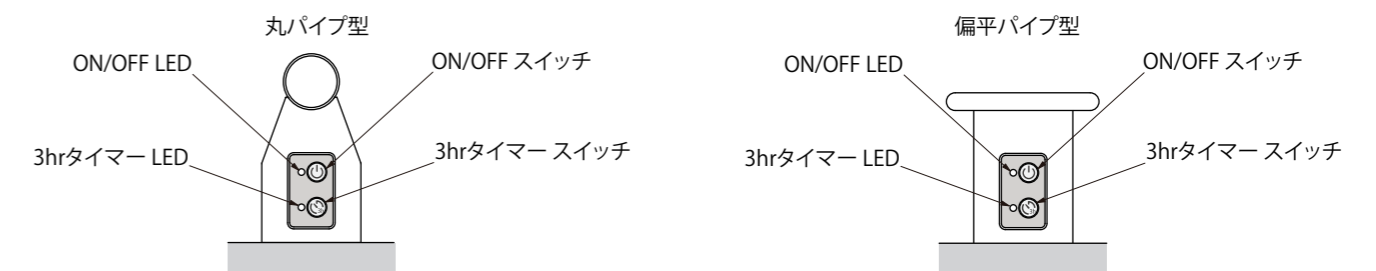 丸パイプ型
ON/OFF LED
ON/OFF スイッチ
3hrタイマー LED
3hrタイマー スイッチ
偏平パイプ型
ON/OFF LED
ON/OFF スイッチ
3hrタイマー LED
3hrタイマー スイッチ